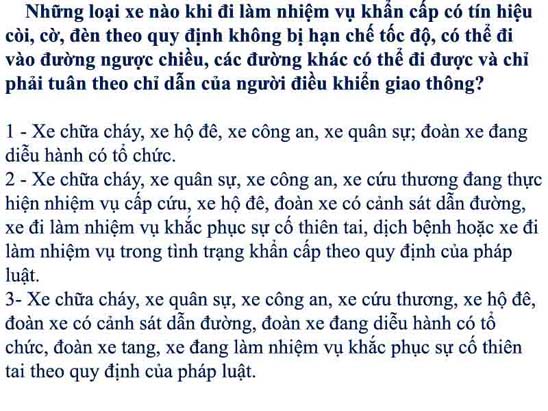 Những loại xe nào khi đi làm nhiệm vụ khẩn cấp có tín hiệu
còi, cờ, đèn theo quy định không bị hạn chế tốc độ, có thể đi
vào đường ngược chiều, các đường khác có thể đi được và chỉ
phải tuân theo chỉ dẫn của người điều khiển giao thông?
1 - Xe chữa cháy, xe hộ đê, xe công an, xe quân sự; đoàn xe đang
diễu hành có tổ chức.
2 - Xe chữa cháy, xe quân sự, xe công an, xe cứu thương đang thực
hiện nhiệm vụ cấp cứu, xe hộ đê, đoàn xe có cảnh sát dẫn đường,
xe đi làm nhiệm vụ khắc phục sự cố thiên tai, dịch bệnh hoặc xe đi
làm nhiệm vụ trong tình trạng khẩn cấp theo quy định của pháp
luật.
3- Xe chữa cháy, xe quân sự, xe công an, xe cứu thương, xe hộ đê,
đoàn xe có cảnh sát dẫn đường, đoàn xe đang diễu hành có tổ
chức, đoàn xe tang, xe đang làm nhiệm vụ khắc phục sự cố thiên
tai theo quy định của pháp luật.